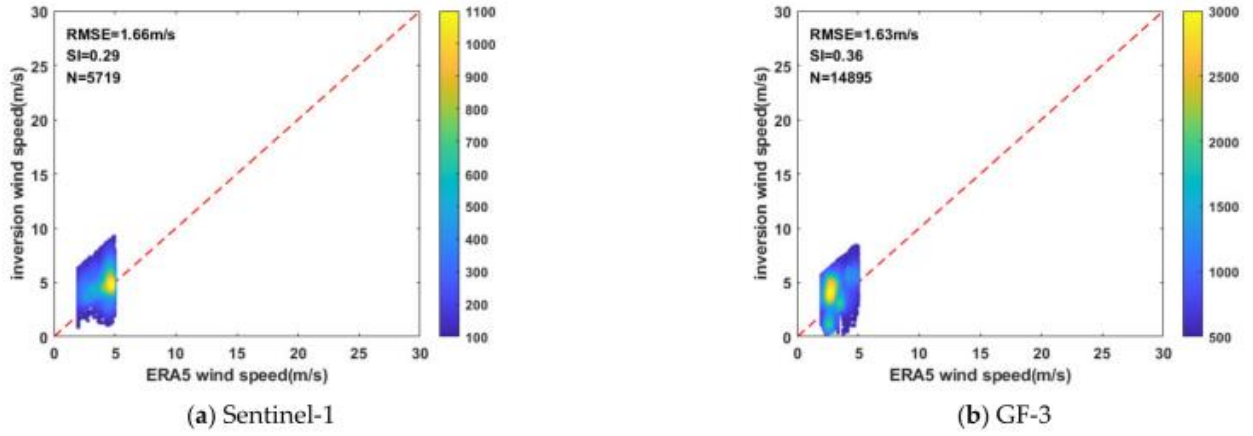 30
25
20
15
10
5
0
inversion wind speed(m/s)
RMSE=1.66m/s
SI=0.29
N=5719
0 5 10 15 20 25 30
ERA5 wind speed(m/s)
1100
1000
900
800
700
600
500
400
300
200
100
(a) Sentinel-1
30
25
20
15
10
5
0
inversion wind speed(m/s)
RMSE=1.63m/s
SI=0.36
N=14895
0 5 10 15 20 25 30
ERA5 wind speed(m/s)
3000
2500
2000
1500
1000
500
(b) GF-3